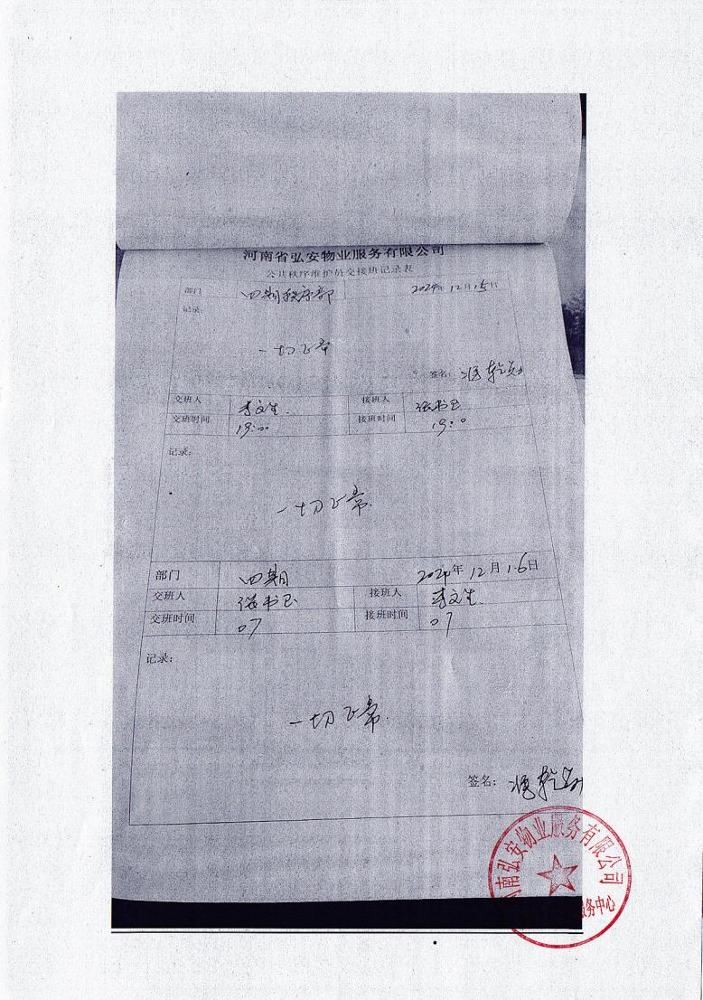 河南省弘安物业服务有限公司
公共秩序维护员交接班记录表
部门 四期秩序部 2024年12月15日
记录:
一切正常
签名:
交班人 李文生 接班人 张书卫
交班时间 19:00 接班时间 19:0
记录:
一切正常
部门 四期 2024年12月16日
交班人 张书卫 接班人 李文生
交班时间 07 接班时间 07
记录:
一切正常
签名:
南弘安物业服务有限公司
服务中心